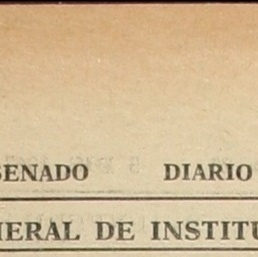 SENADO DIARIO
NERAL DE INSTITU